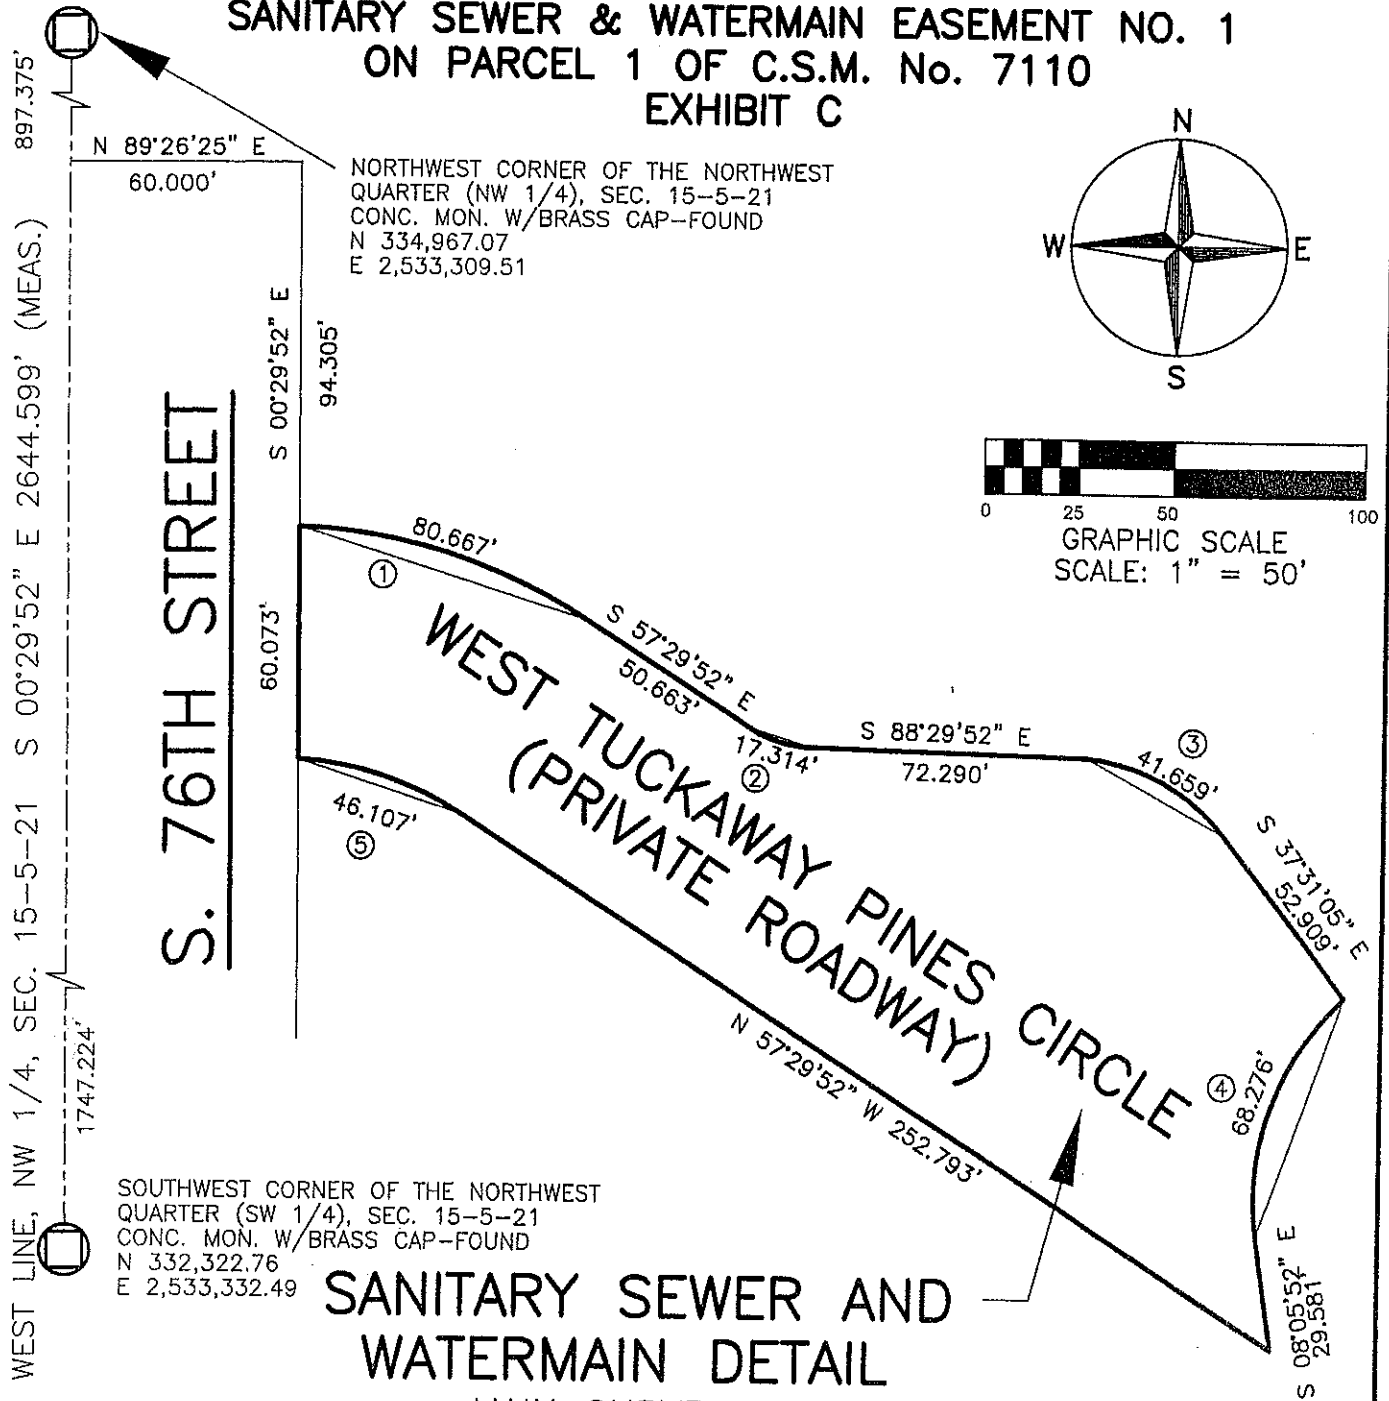 SANITARY SEWER & WATERMAIN EASEMENT NO. 1
ON PARCEL 1 OF C.S.M. No. 7110
EXHIBIT C
897.375'
N 89°26'25" E
60.000'
NORTHWEST CORNER OF THE NORTHWEST
QUARTER (NW 1/4), SEC. 15-5-21
CONC. MON. W/BRASS CAP-FOUND
N 334,967.07
E 2,533,309.51
N
W
E
S
WEST LINE, NW 1/4, SEC. 15-5-21 S 00°29'52" E 2644.599' (MEAS.)
S 00°29'52" E
94.305'
0 25 50 100
GRAPHIC SCALE
SCALE: 1" = 50'
S. 76TH STREET
80.667'
1
60.073'
S 57°29'52" E
50.663'
17.314'
2
S 88°29'52" E
72.290'
3
41.659'
46.107'
5
WEST TUCKAWAY PINES CIRCLE
(PRIVATE ROADWAY)
S 37°31'05" E
52.909'
N 57°29'52" W 252.793'
4
68.276'
1747.224'
SOUTHWEST CORNER OF THE NORTHWEST
QUARTER (SW 1/4), SEC. 15-5-21
CONC. MON. W/BRASS CAP-FOUND
N 332,322.76
E 2,533,332.49
S 08°05'52" E
29.581'
SANITARY SEWER AND
WATERMAIN DETAIL